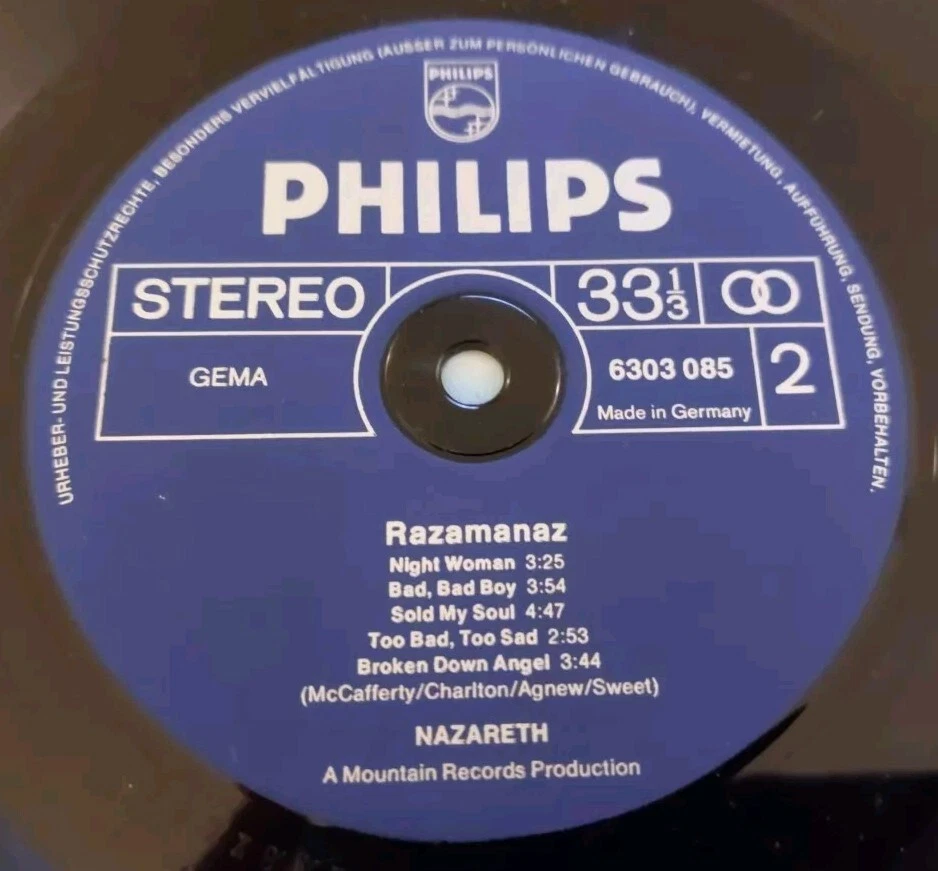 URHEBER- UND LEISTUNGSSCHUTZRECHTE, BESONDERS VERVIELFÄLTIGUNG (AUSSER ZUM PERSÖNLICHEN GEBRAUCH), VERMIETUNG, AUFFÜHRUNG, SENDUNG, VORBEHALTEN.
PHILIPS
PHILIPS
STEREO
33⅓
GEMA
6303 085
2
Made in Germany
Razamanaz
Night Woman 3:25
Bad, Bad Boy 3:54
Sold My Soul 4:47
Too Bad, Too Sad 2:53
Broken Down Angel 3:44
(McCafferty/Charlton/Agnew/Sweet)
NAZARETH
A Mountain Records Production